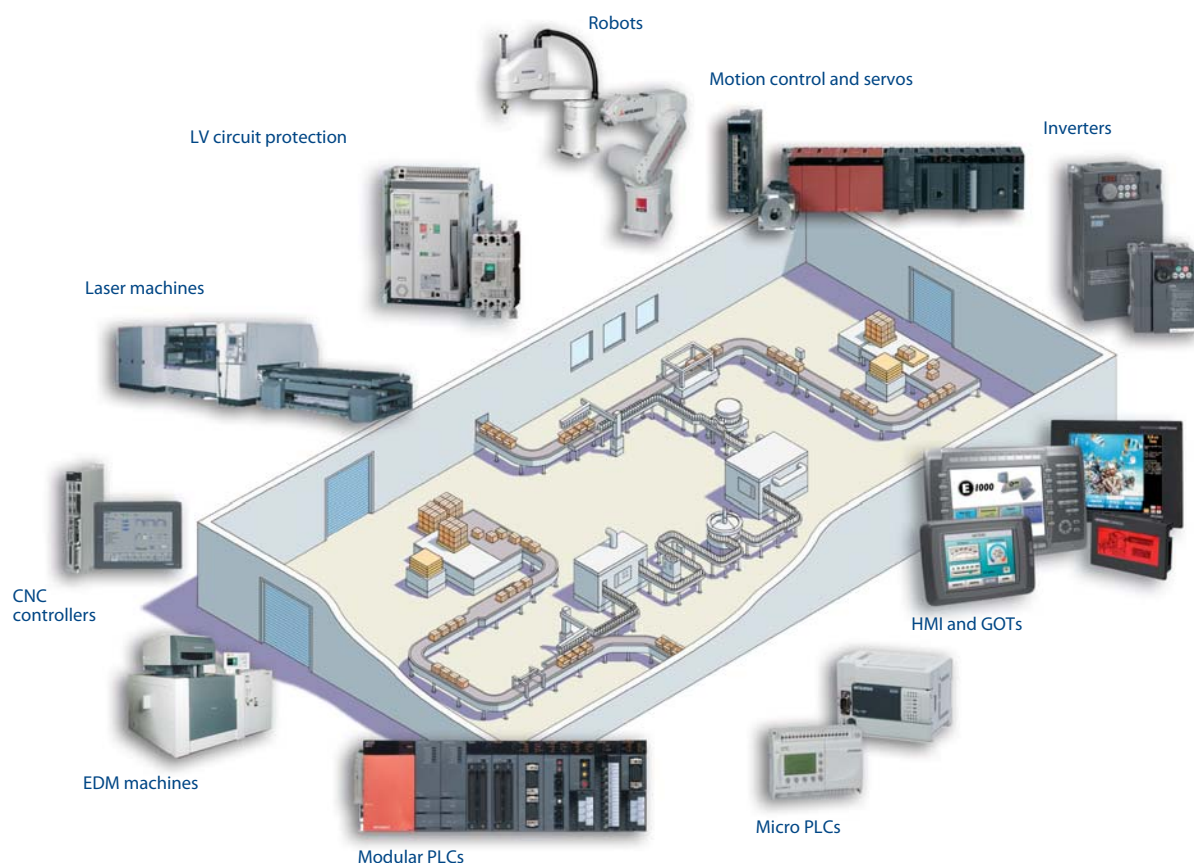 Robots
Motion control and servos
LV circuit protection
Inverters
Laser machines
E1000
CNC
controllers
HMI and GOTs
EDM machines
Micro PLCs
Modular PLCs